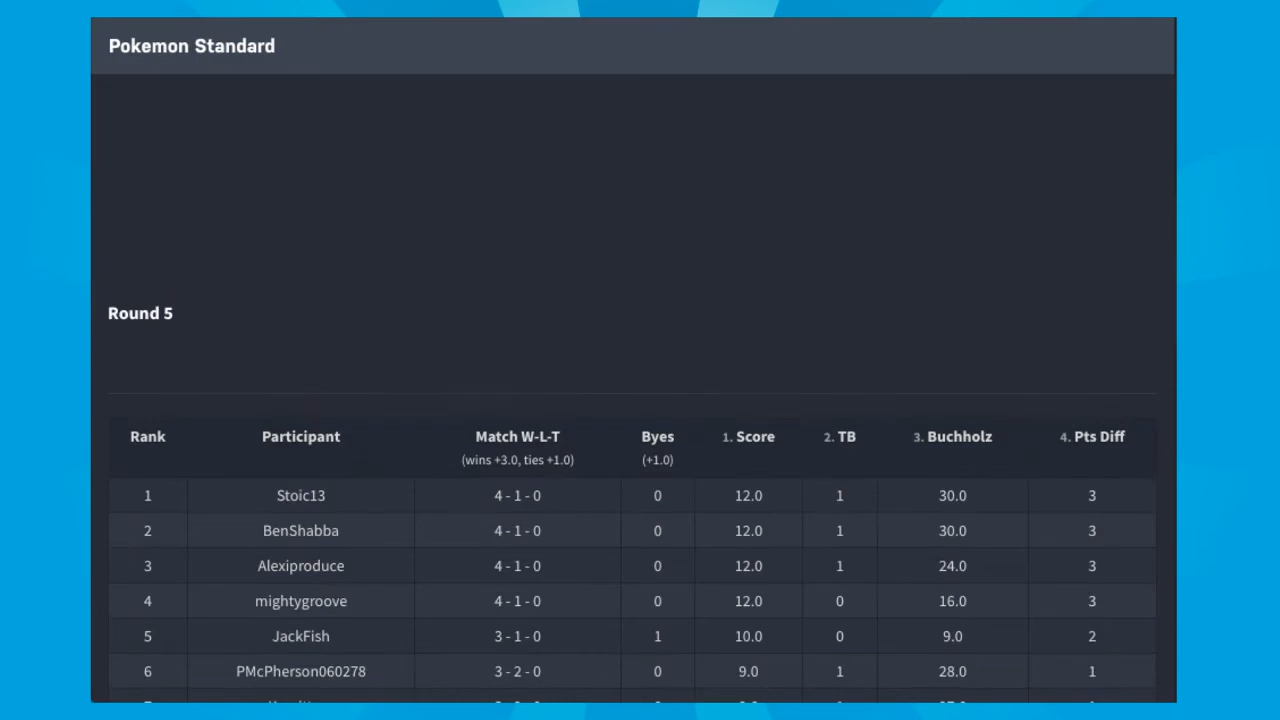 Pokemon Standard
Round 5
Rank Participant Match W-L-T Byes 1. Score 2. TB 3. Buchholz 4. Pts Diff
(wins +3.0, ties +1.0) (+1.0)
1 Stoic13 4 - 1 - 0 0 12.0 1 30.0 3
2 BenShabba 4 - 1 - 0 0 12.0 1 30.0 3
3 Alexiproduce 4 - 1 - 0 0 12.0 1 24.0 3
4 mightygroove 4 - 1 - 0 0 12.0 0 16.0 3
5 JackFish 3 - 1 - 0 1 10.0 0 9.0 2
6 PMcPherson060278 3 - 2 - 0 0 9.0 1 28.0 1